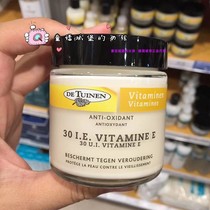 DE TUINEN
Vitaminen
Vitamines
ANTI-OXIDANT
ANTIOXYDANT
30 I.E. VITAMINE E
30 U.I. VITAMINE E
BESCHERMT TEGEN VEROUDERING
PROTÈGE LA PEAU CONTRE LE VIEILLISSEMENT